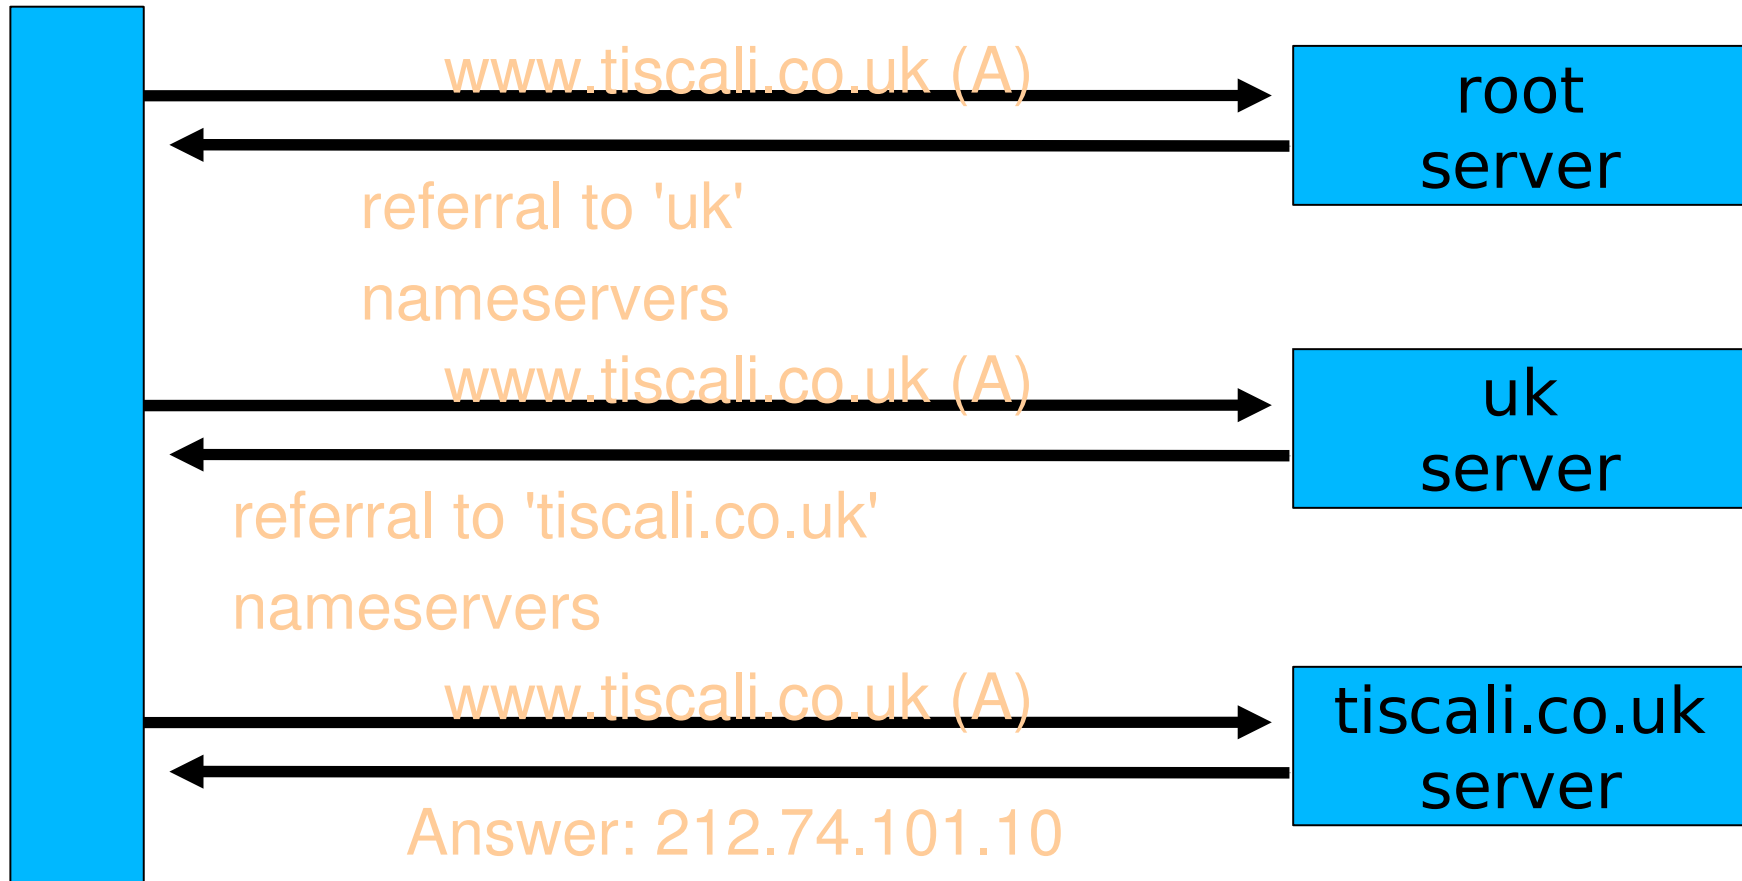 www.tiscali.co.uk (A)
root
server
referral to 'uk'
nameservers
www.tiscali.co.uk (A)
uk
server
referral to 'tiscali.co.uk'
nameservers
www.tiscali.co.uk (A)
tiscali.co.uk
server
Answer: 212.74.101.10